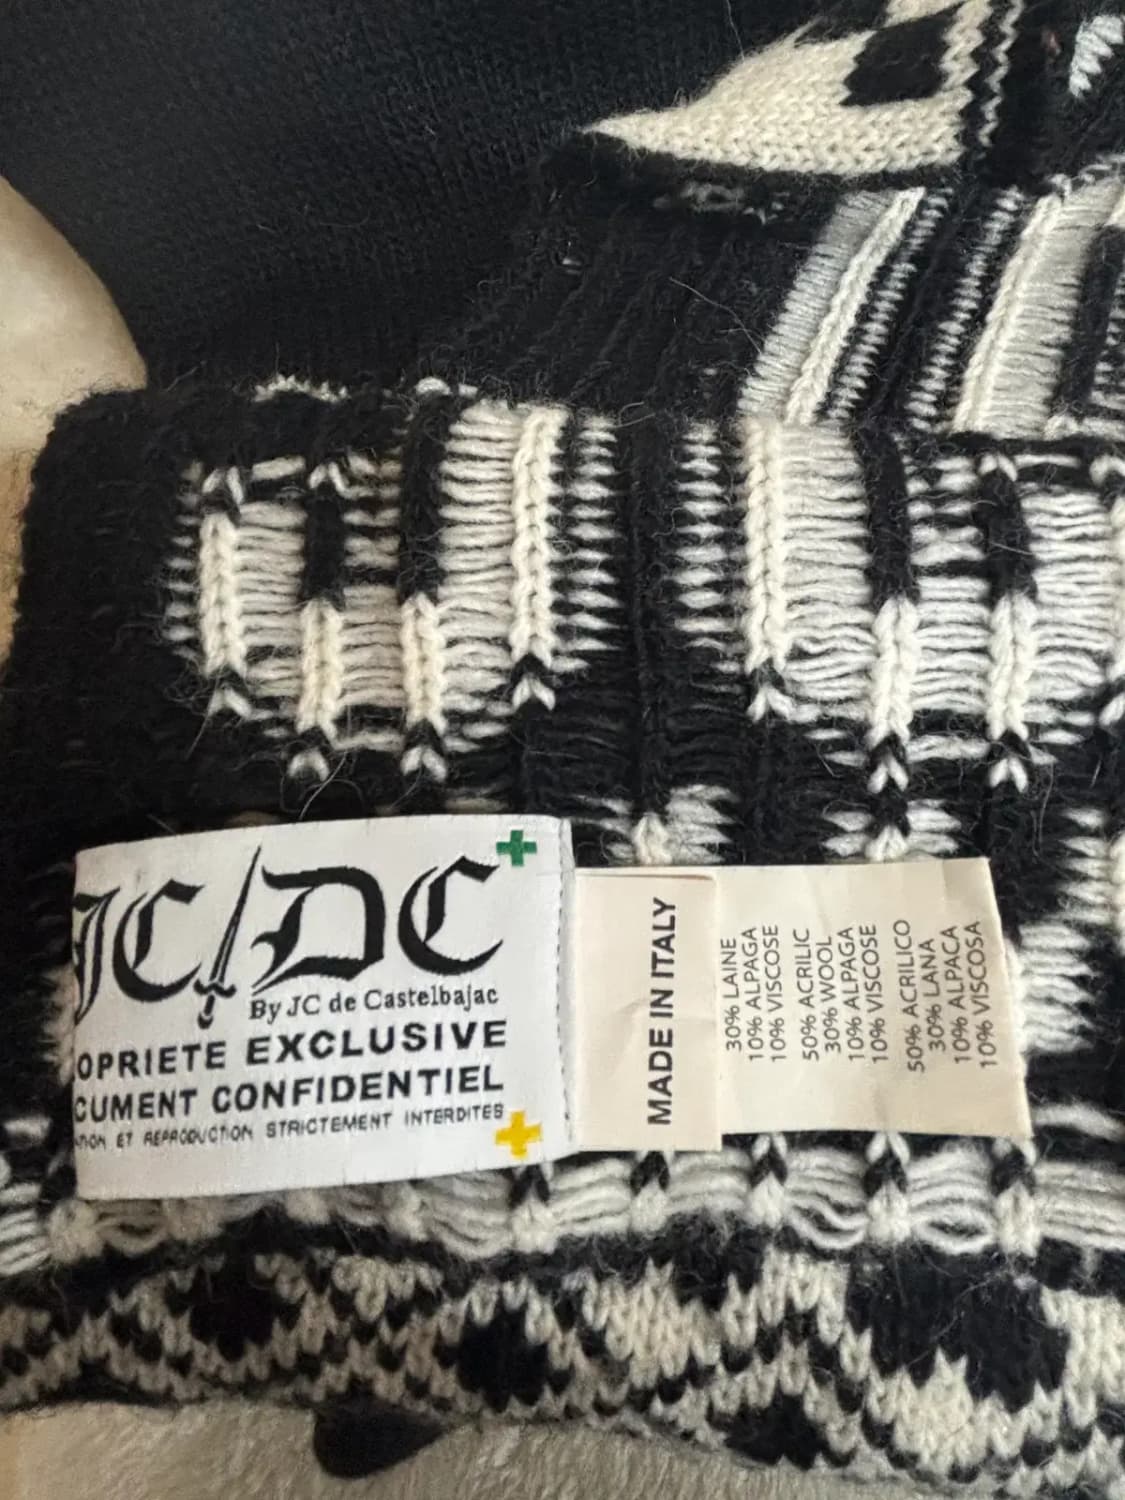 JC/DC
By JC de Castelbajac
OPRIETE EXCLUSIVE
CUMENT CONFIDENTIEL
ET REPRODUCTION STRICTEMENT INTERDITES
MADE IN ITALY
30% LAINE
10% ALPAGA
10% VISCOSE
50% ACRILIC
30% WOOL
10% ALPAGA
10% VISCOSE
50% ACRILICO
30% LANA
10% ALPACA
10% VISCOSA